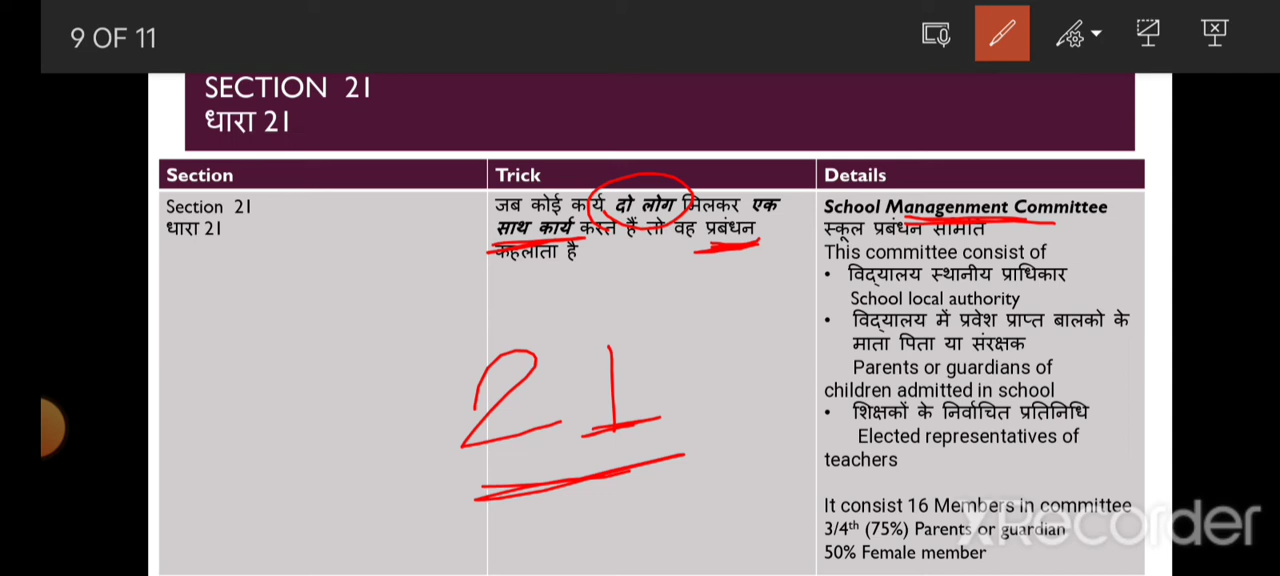 9 OF 11
SECTION 21
धारा 21
Section
Trick
Details
Section 21
धारा 21
जब कोई कार्य दो लोग मिलकर एक
साथ कार्य करते हैं तो वह प्रबंधन
कहलाता है
21
School Managenment Committee
स्कूल प्रबंधन समिति
This committee consist of
• विद्यालय स्थानीय प्राधिकार
School local authority
• विद्यालय में प्रवेश प्राप्त बालको के
माता पिता या संरक्षक
Parents or guardians of
children admitted in school
• शिक्षकों के निर्वाचित प्रतिनिधि
Elected representatives of
teachers
It consist 16 Members in committee
3/4th (75%) Parents or guardian
50% Female member
XRecorder